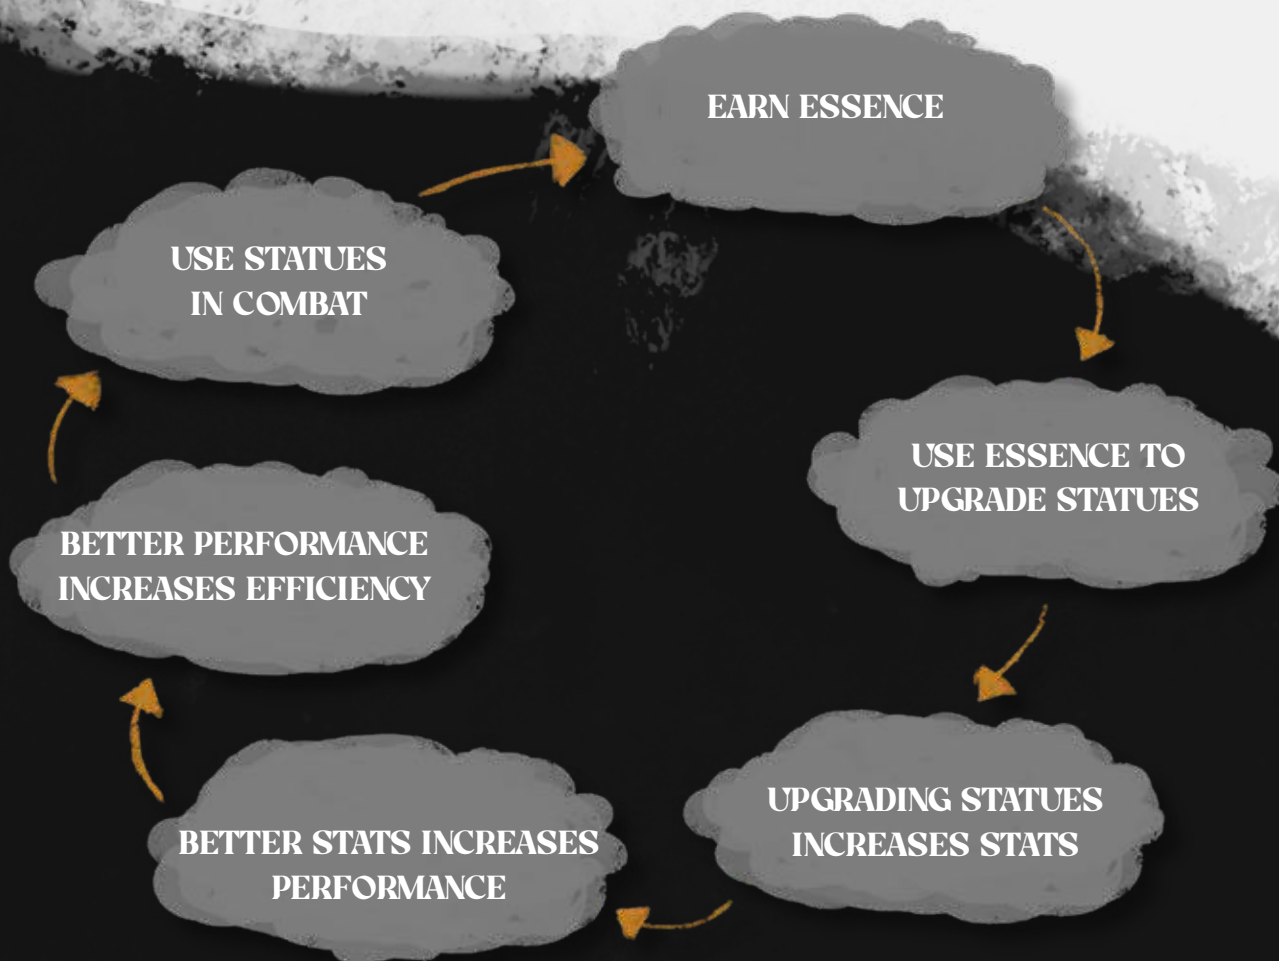 EARN ESSENCE
USE STATUES
IN COMBAT
USE ESSENCE TO
UPGRADE STATUES
BETTER PERFORMANCE
INCREASES EFFICIENCY
UPGRADING STATUES
INCREASES STATS
BETTER STATS INCREASES
PERFORMANCE